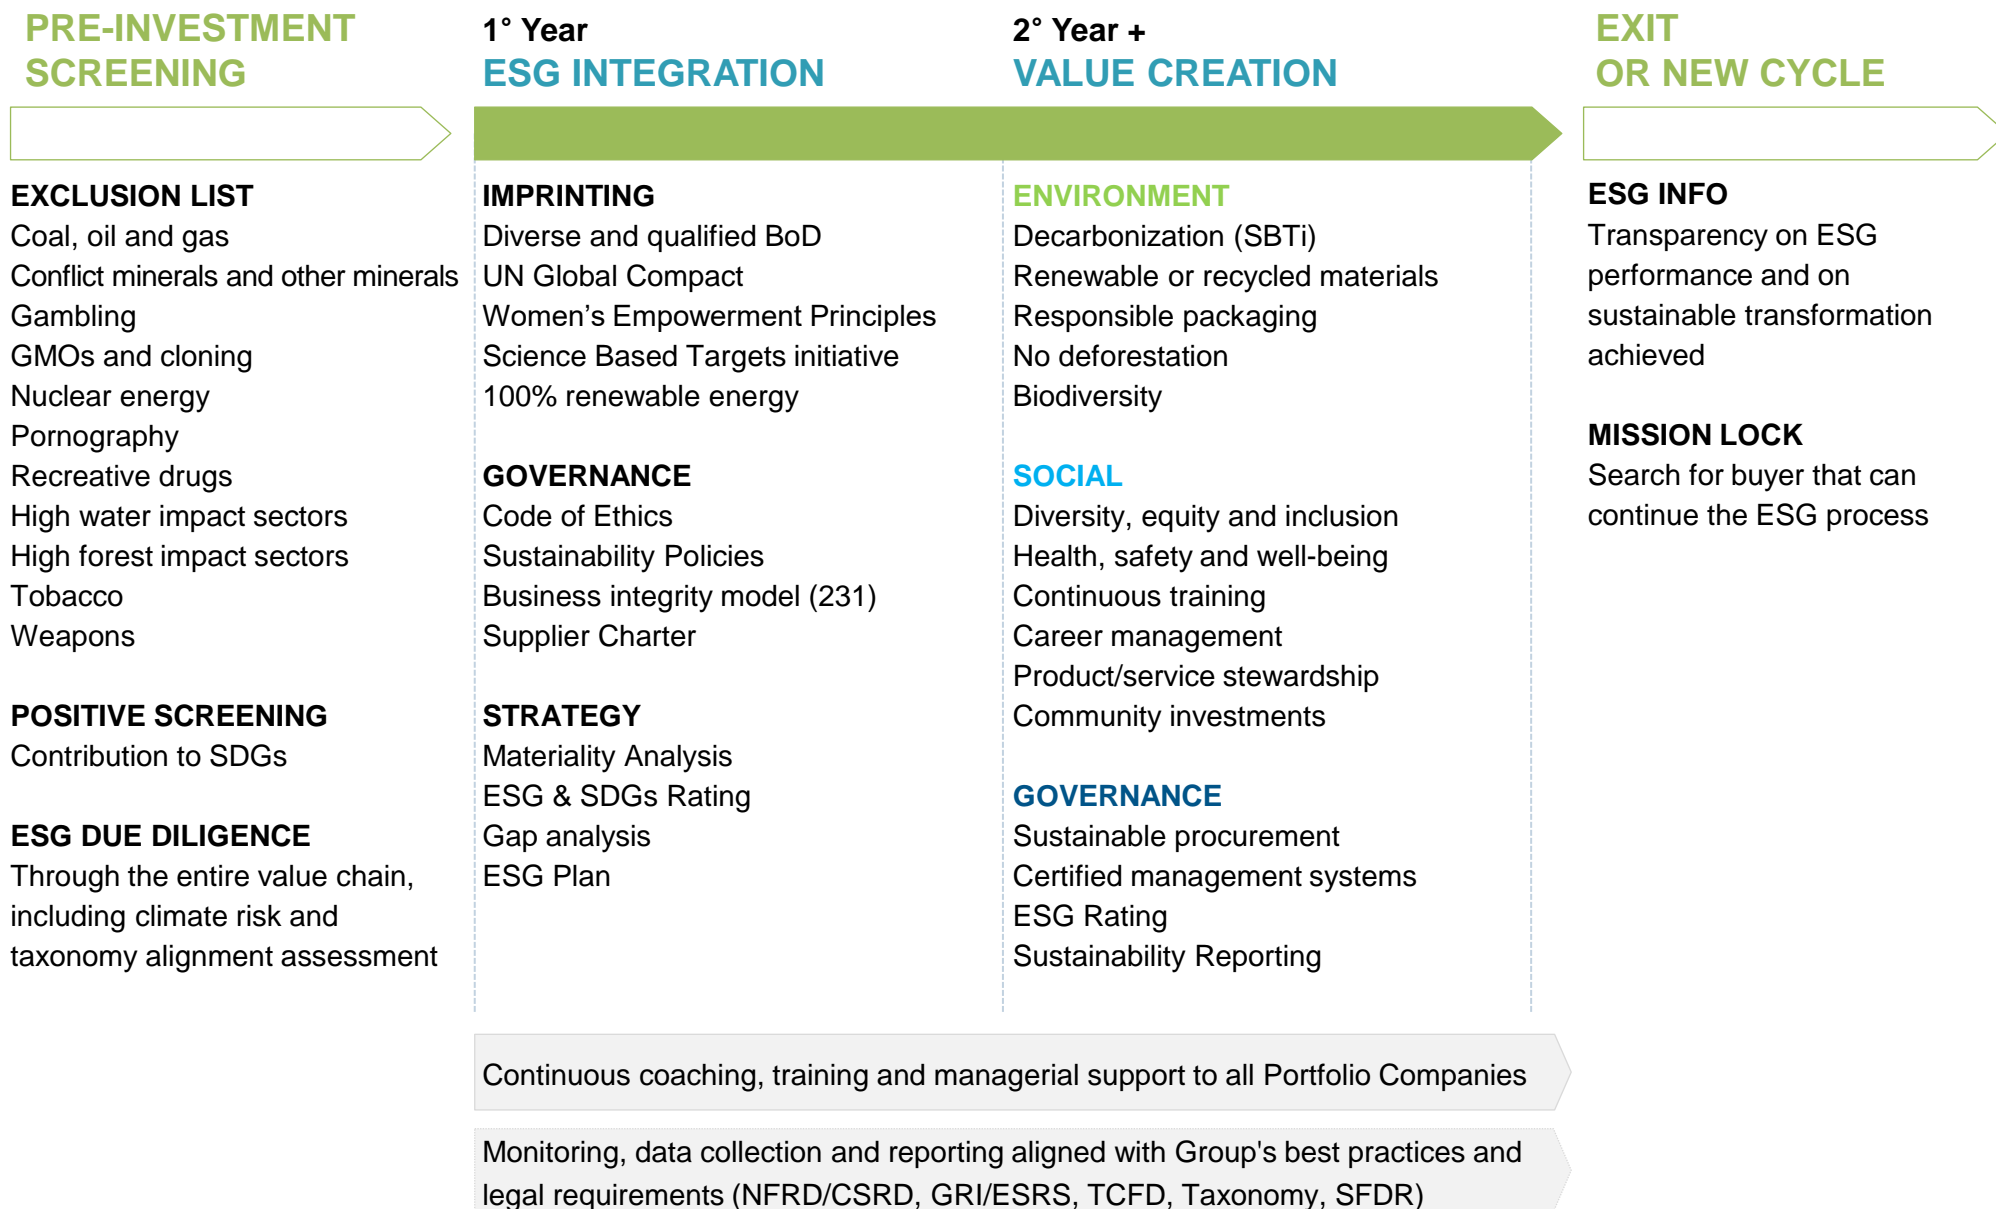 PRE-INVESTMENT
SCREENING
EXCLUSION LIST
Coal, oil and gas
Conflict minerals and other minerals
Gambling
GMOs and cloning
Nuclear energy
Pornography
Recreative drugs
High water impact sectors
High forest impact sectors
Tobacco
Weapons
POSITIVE SCREENING
Contribution to SDGs
ESG DUE DILIGENCE
Through the entire value chain,
including climate risk and
taxonomy alignment assessment
1° Year
ESG INTEGRATION
IMPRINTING
Diverse and qualified BoD
UN Global Compact
Women’s Empowerment Principles
Science Based Targets initiative
100% renewable energy
GOVERNANCE
Code of Ethics
Sustainability Policies
Business integrity model (231)
Supplier Charter
STRATEGY
Materiality Analysis
ESG & SDGs Rating
Gap analysis
ESG Plan
2° Year +
VALUE CREATION
ENVIRONMENT
Decarbonization (SBTi)
Renewable or recycled materials
Responsible packaging
No deforestation
Biodiversity
SOCIAL
Diversity, equity and inclusion
Health, safety and well-being
Continuous training
Career management
Product/service stewardship
Community investments
GOVERNANCE
Sustainable procurement
Certified management systems
ESG Rating
Sustainability Reporting
EXIT
OR NEW CYCLE
ESG INFO
Transparency on ESG
performance and on
sustainable transformation
achieved
MISSION LOCK
Search for buyer that can
continue the ESG process
Continuous coaching, training and managerial support to all Portfolio Companies
Monitoring, data collection and reporting aligned with Group's best practices and
legal requirements (NFRD/CSRD, GRI/ESRS, TCFD, Taxonomy, SFDR)